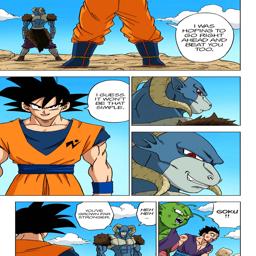 I WAS
HOPING TO
GO RIGHT
AHEAD AND
BEAT YOU
TOO.
I GUESS
IT WON'T
BE THAT
SIMPLE.
YOU'VE
GROWN FAR
STRONGER.
HEH
HEH...
GOKU
!!